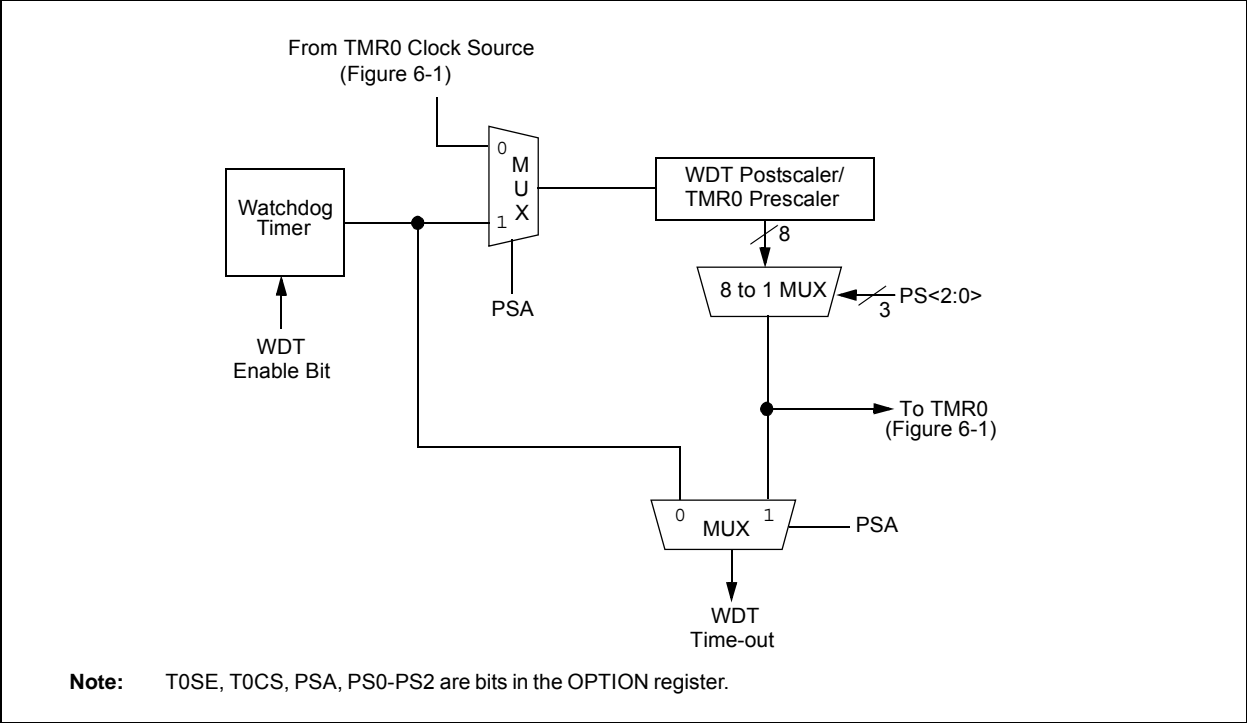 From TMR0 Clock Source
(Figure 6-1)
0
M
U
X
1
PSA
Watchdog
Timer
WDT
Enable Bit
WDT Postscaler/
TMR0 Prescaler
8
8 to 1 MUX
PS<2:0>
3
To TMR0
(Figure 6-1)
0
1
MUX
PSA
WDT
Time-out
Note: T0SE, T0CS, PSA, PS0-PS2 are bits in the OPTION register.